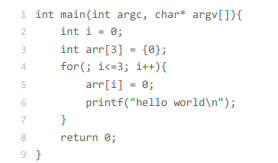 1 int main(int argc, char* argv[]){
2     int i = 0;
3     int arr[3] = {0};
4     for(; i<=3; i++){
5         arr[i] = 0;
6         printf("hello world\n");
7     }
8     return 0;
9 }